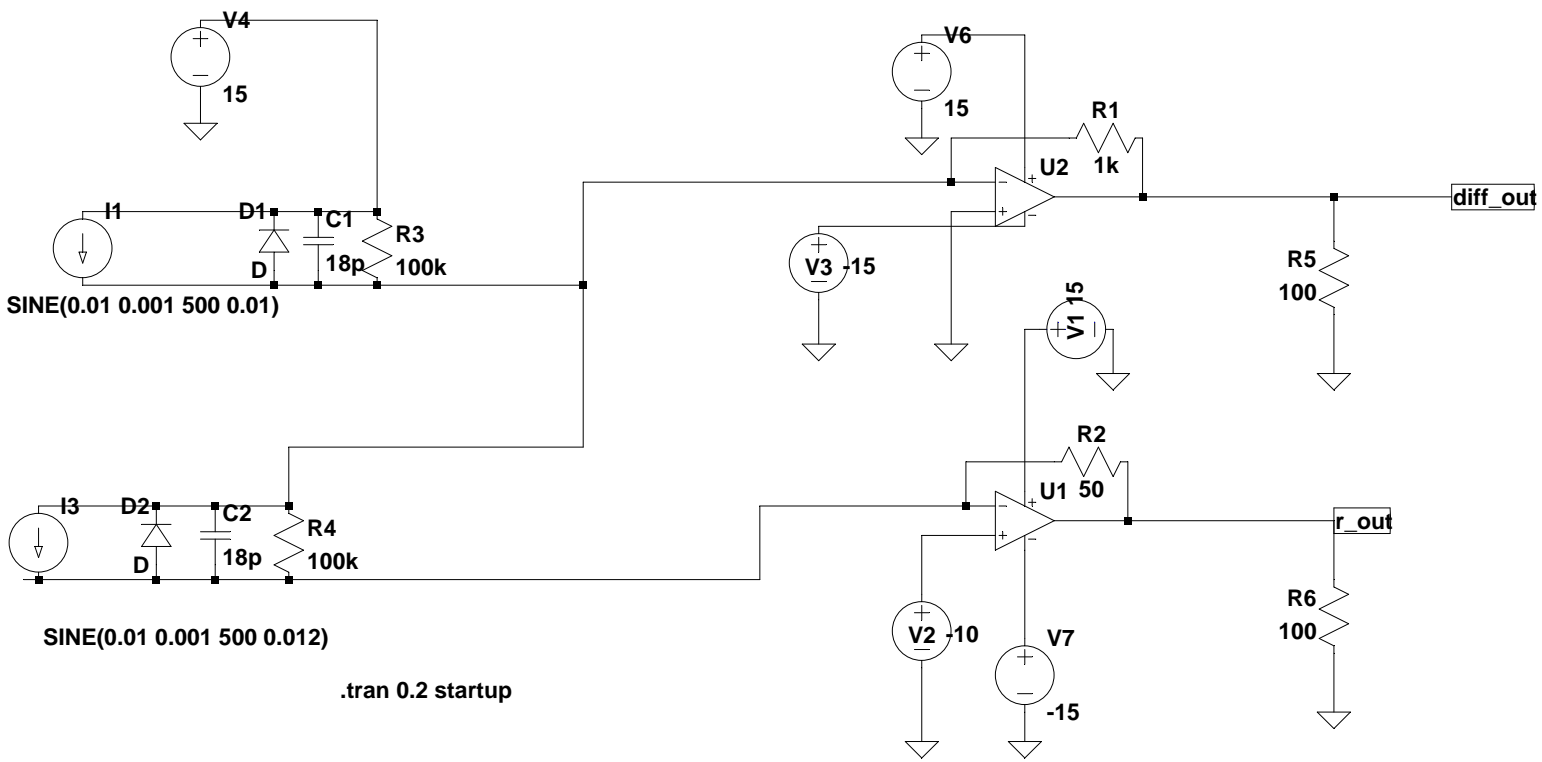 V4
15
I1
D1
D
C1
18p
R3
100k
SINE(0.01 0.001 500 0.01)
V6
15
R1
1k
U2
V3
-15
diff_out
R5
100
V1
15
I3
D2
D
C2
18p
R4
100k
SINE(0.01 0.001 500 0.012)
R2
50
U1
V2
-10
V7
-15
r_out
R6
100
.tran 0.2 startup